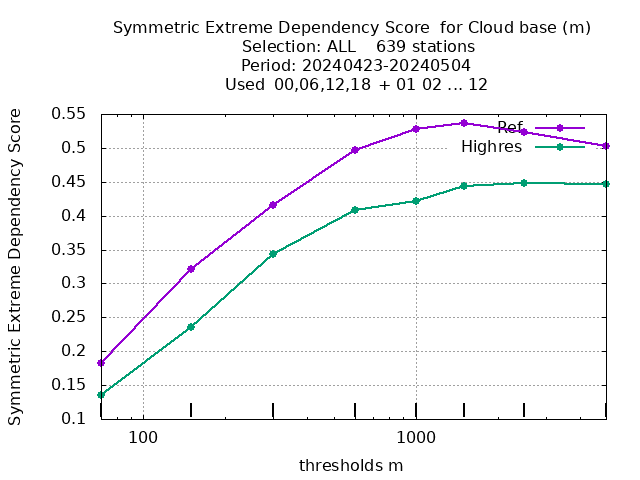 Symmetric Extreme Dependency Score  for Cloud base (m)
Selection: ALL    639 stations
Period: 20240423-20240504
Used  00,06,12,18  + 01 02 ... 12
Symmetric Extreme Dependency Score
0.55
0.5
0.45
0.4
0.35
0.3
0.25
0.2
0.15
0.1
Ref
Highres
100
1000
thresholds m